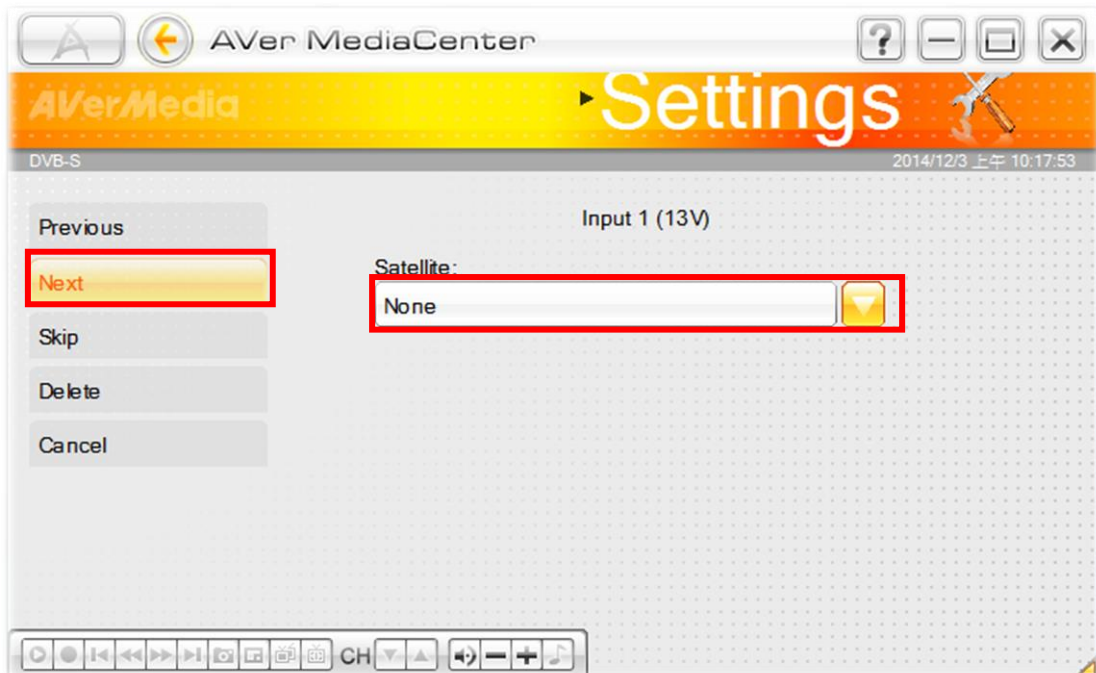 AVer MediaCenter
?
AVerMedia
Settings
DVB-S
2014/12/3 上午 10:17:53
Previous
Next
Skip
Delete
Cancel
Input 1 (13V)
Satellite:
None
CH